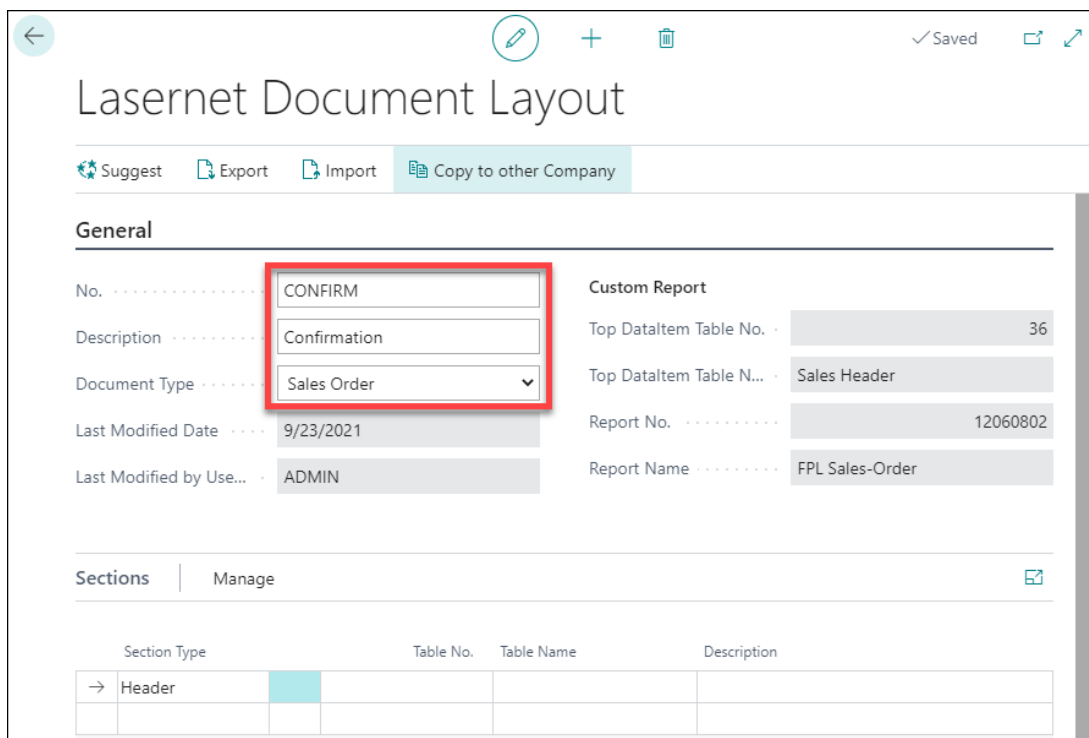 Saved
Lasernet Document Layout
Suggest Export Import Copy to other Company
General
No. CONFIRM
Description Confirmation
Document Type Sales Order
Last Modified Date 9/23/2021
Last Modified by Use... ADMIN
Custom Report
Top DataItem Table No. 36
Top DataItem Table N... Sales Header
Report No. 12060802
Report Name FPL Sales-Order
Sections Manage
Section Type Table No. Table Name Description
Header